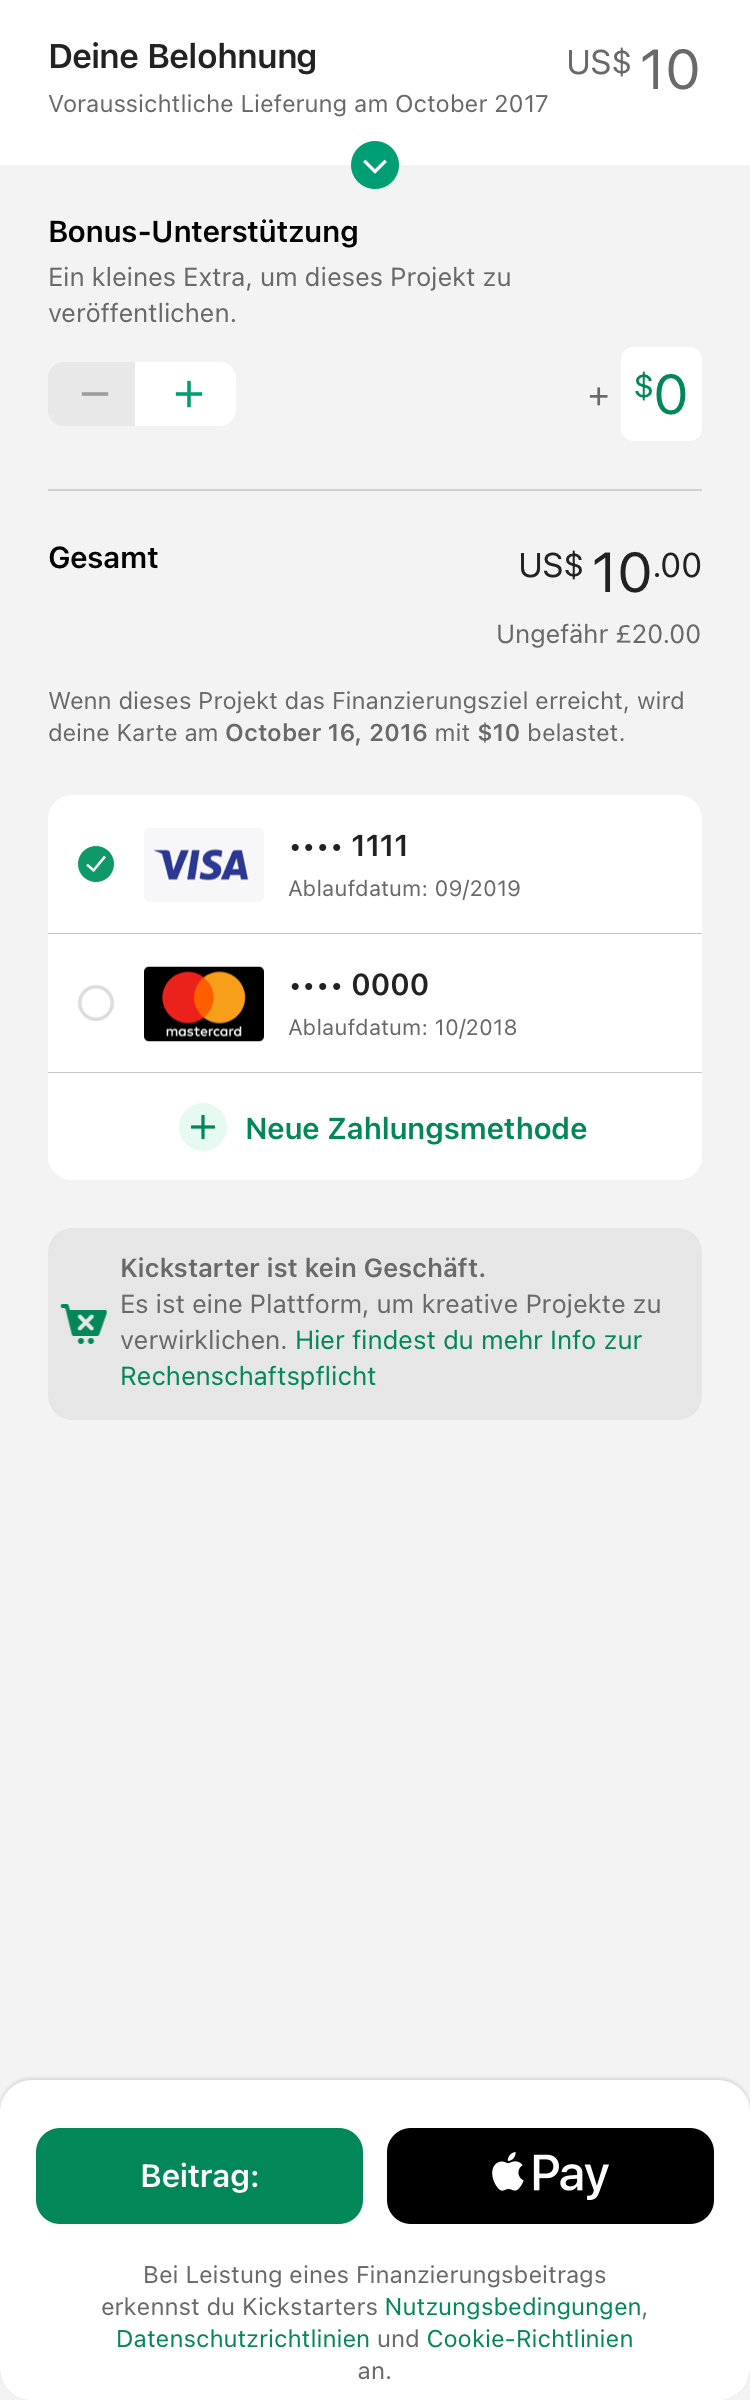 Deine Belohnung
US$ 10
Voraussichtliche Lieferung am October 2017
Bonus-Unterstützung
Ein kleines Extra, um dieses Projekt zu
veröffentlichen.
+ $0
Gesamt
US$ 10.00
Ungefähr £20.00
Wenn dieses Projekt das Finanzierungsziel erreicht, wird
deine Karte am October 16, 2016 mit $10 belastet.
VISA
•••• 1111
Ablaufdatum: 09/2019
mastercard
•••• 0000
Ablaufdatum: 10/2018
+ Neue Zahlungsmethode
Kickstarter ist kein Geschäft.
Es ist eine Plattform, um kreative Projekte zu
verwirklichen. Hier findest du mehr Info zur
Rechenschaftspflicht
Beitrag:
Pay
Bei Leistung eines Finanzierungsbeitrags
erkennst du Kickstarters Nutzungsbedingungen,
Datenschutzrichtlinien und Cookie-Richtlinien
an.